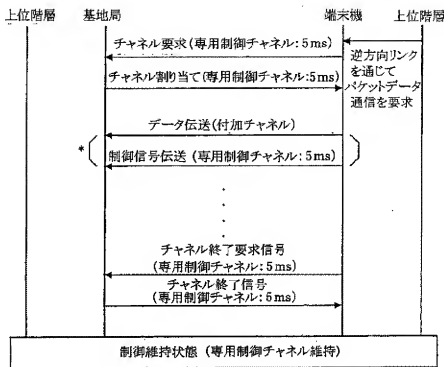 上位階層 基地局 端末機 上位階層
チャネル要求(専用制御チャネル:5ms)
逆方向リンク
を通じて
パケットデータ
通信を要求
チャネル割り当て(専用制御チャネル:5ms)
データ伝送(付加チャネル)
*
制御信号伝送 (専用制御チャネル:5ms)
チャネル終了要求信号
(専用制御チャネル:5ms)
チャネル終了信号
(専用制御チャネル:5ms)
制御維持状態 (専用制御チャネル維持)